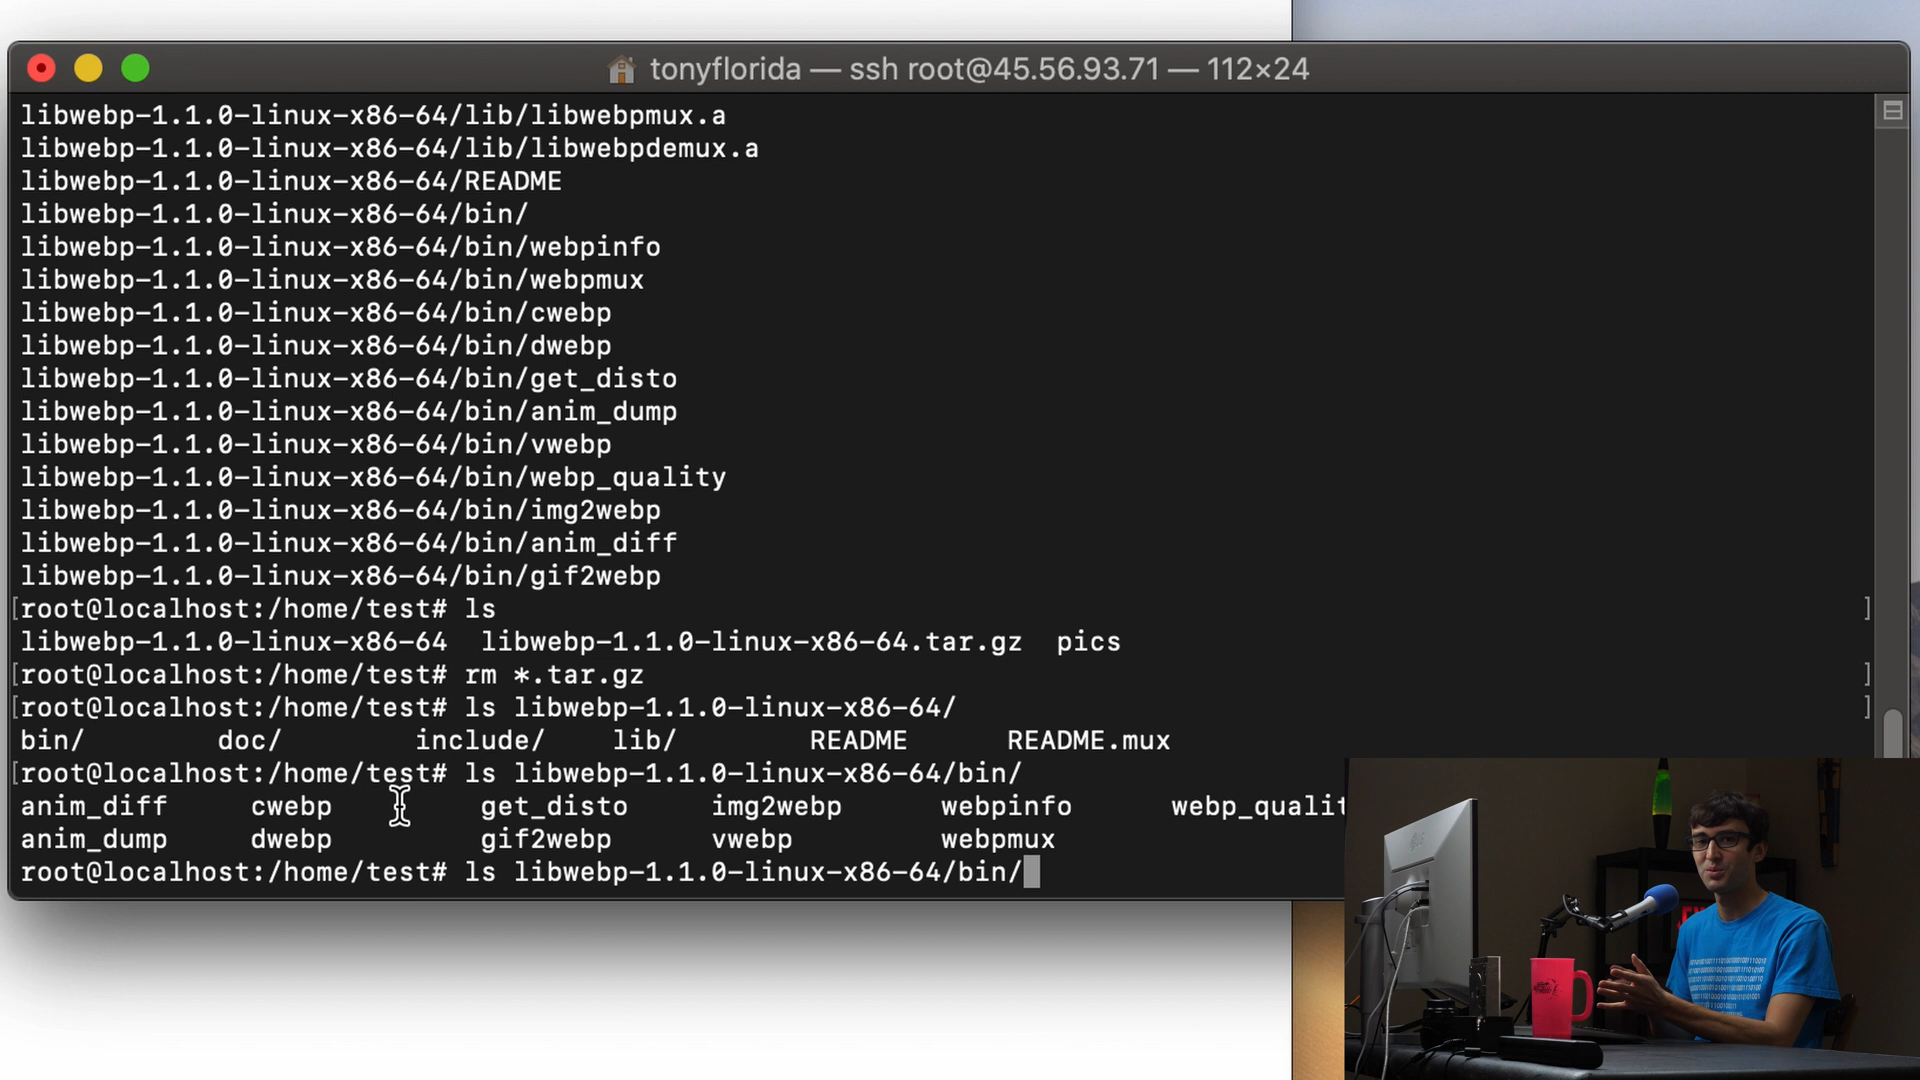 tonyflorida — ssh root@45.56.93.71 — 112×24
libwebp-1.1.0-linux-x86-64/lib/libwebpmux.a
libwebp-1.1.0-linux-x86-64/lib/libwebpdemux.a
libwebp-1.1.0-linux-x86-64/README
libwebp-1.1.0-linux-x86-64/bin/
libwebp-1.1.0-linux-x86-64/bin/webpinfo
libwebp-1.1.0-linux-x86-64/bin/webpmux
libwebp-1.1.0-linux-x86-64/bin/cwebp
libwebp-1.1.0-linux-x86-64/bin/dwebp
libwebp-1.1.0-linux-x86-64/bin/get_disto
libwebp-1.1.0-linux-x86-64/bin/anim_dump
libwebp-1.1.0-linux-x86-64/bin/vwebp
libwebp-1.1.0-linux-x86-64/bin/webp_quality
libwebp-1.1.0-linux-x86-64/bin/img2webp
libwebp-1.1.0-linux-x86-64/bin/anim_diff
libwebp-1.1.0-linux-x86-64/bin/gif2webp
[root@localhost:/home/test# ls ]
libwebp-1.1.0-linux-x86-64 libwebp-1.1.0-linux-x86-64.tar.gz pics
[root@localhost:/home/test# rm *.tar.gz ]
[root@localhost:/home/test# ls libwebp-1.1.0-linux-x86-64/ ]
bin/ doc/ include/ lib/ README README.mux
[root@localhost:/home/test# ls libwebp-1.1.0-linux-x86-64/bin/
anim_diff cwebp get_disto img2webp webpinfo webp_qualit
anim_dump dwebp gif2webp vwebp webpmux
root@localhost:/home/test# ls libwebp-1.1.0-linux-x86-64/bin/